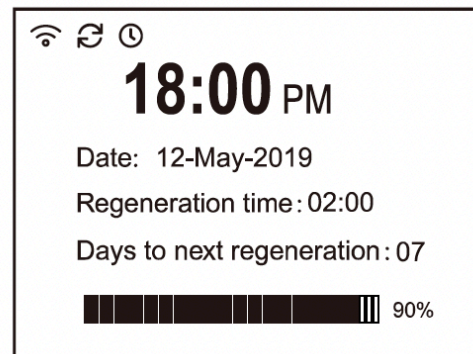 18:00 PM
Date: 12-May-2019
Regeneration time: 02:00
Days to next regeneration: 07
90%